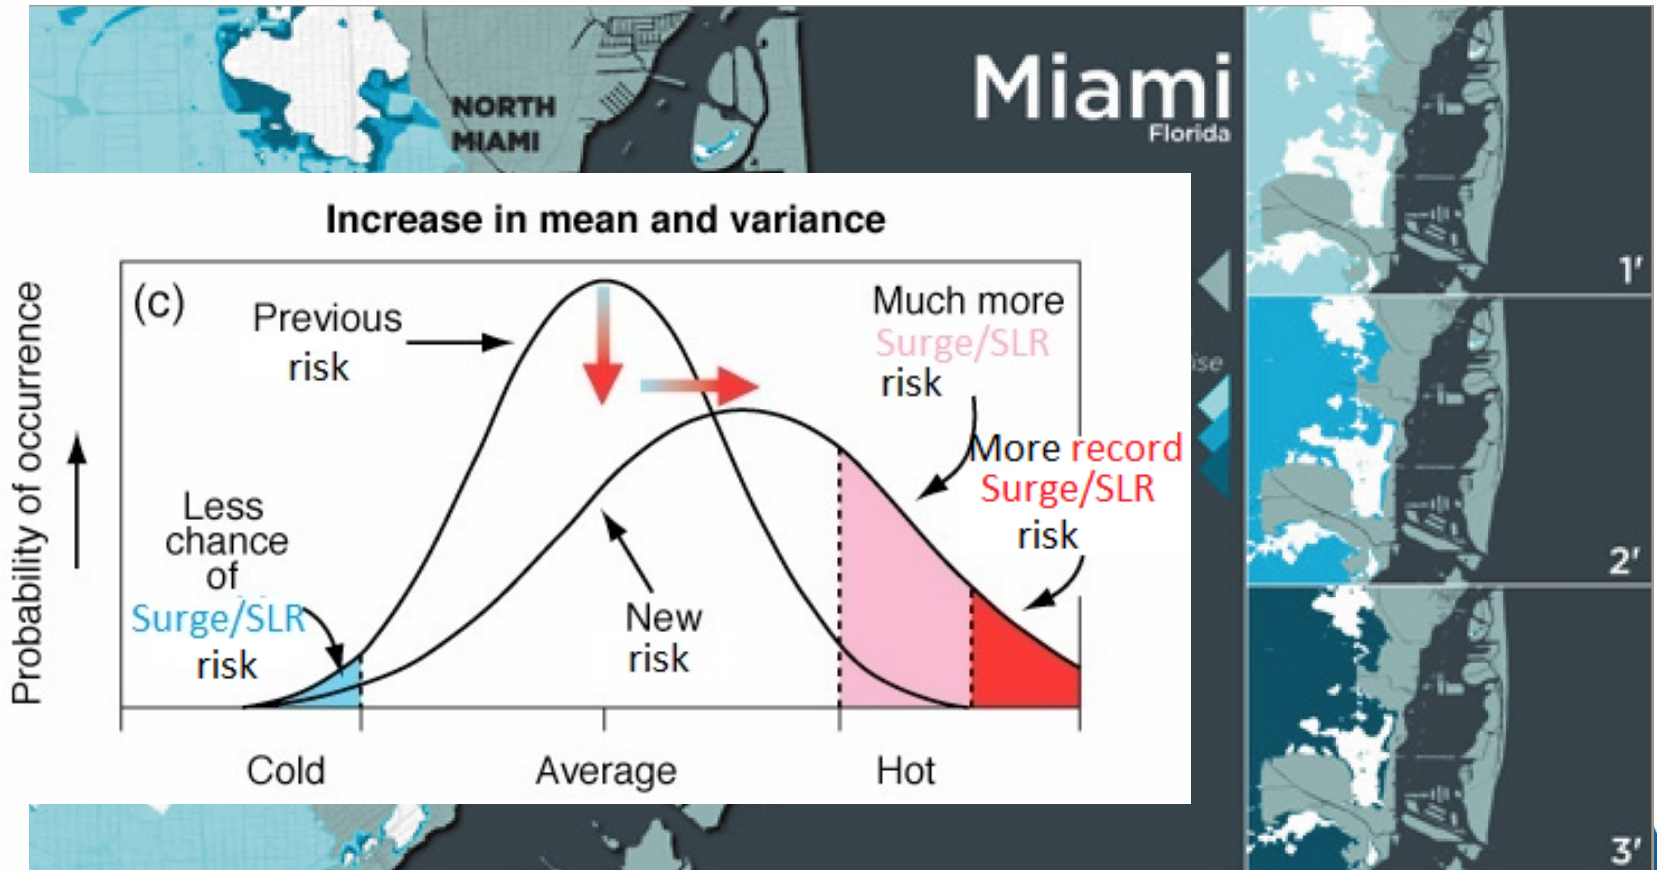 NORTH
MIAMI
Miami
Florida
Increase in mean and variance
(c)
Probability of occurrence
Previous
risk
Much more
Surge/SLR
risk
More record
Surge/SLR
risk
Less
chance
of
Surge/SLR
risk
New
risk
Cold
Average
Hot
1'
2'
3'